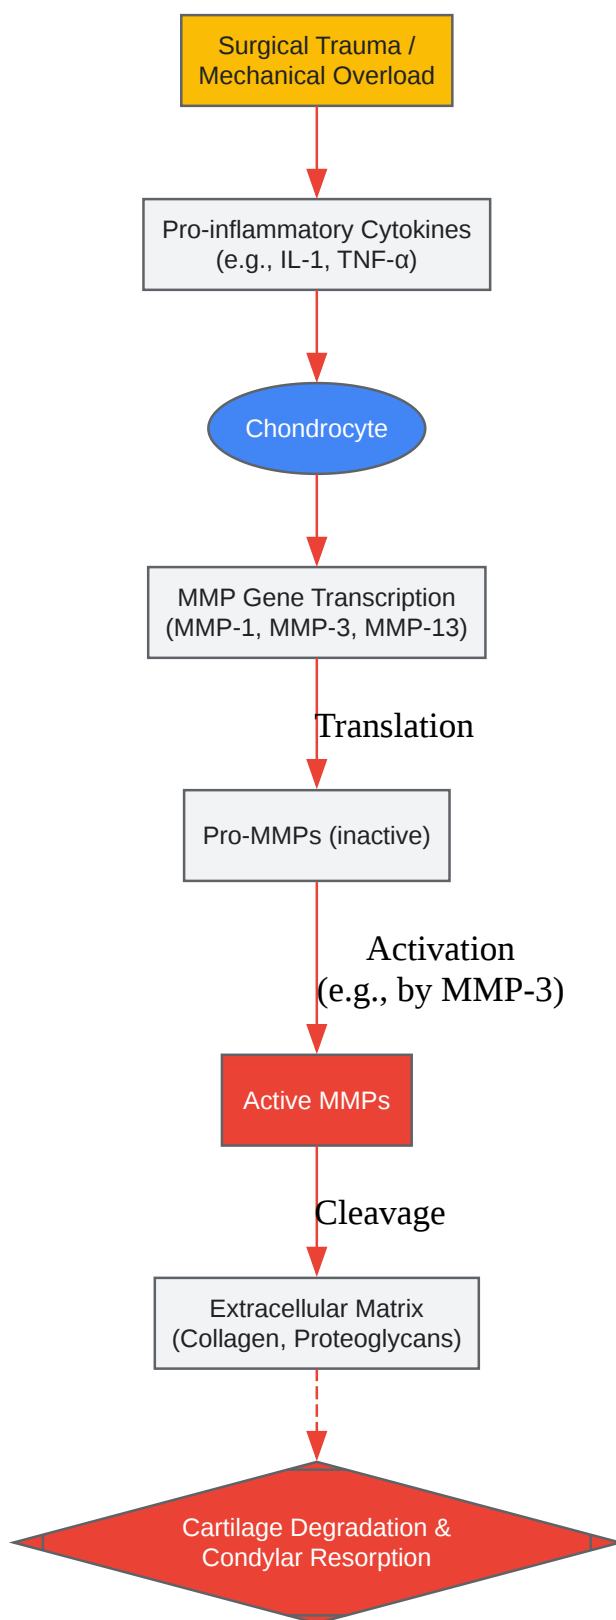 Surgical Trauma /
Mechanical Overload
Pro-inflammatory Cytokines
(e.g., IL-1, TNF-α)
Chondrocyte
MMP Gene Transcription
(MMP-1, MMP-3, MMP-13)
Translation
Pro-MMPs (inactive)
Activation
(e.g., by MMP-3)
Active MMPs
Cleavage
Extracellular Matrix
(Collagen, Proteoglycans)
Cartilage Degradation &
Condylar Resorption